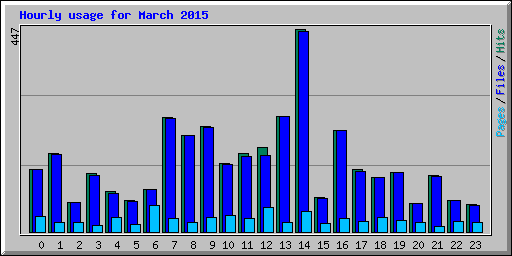 Hourly usage for March 2015
447
Pages / Files / Hits
0 1 2 3 4 5 6 7 8 9 10 11 12 13 14 15 16 17 18 19 20 21 22 23